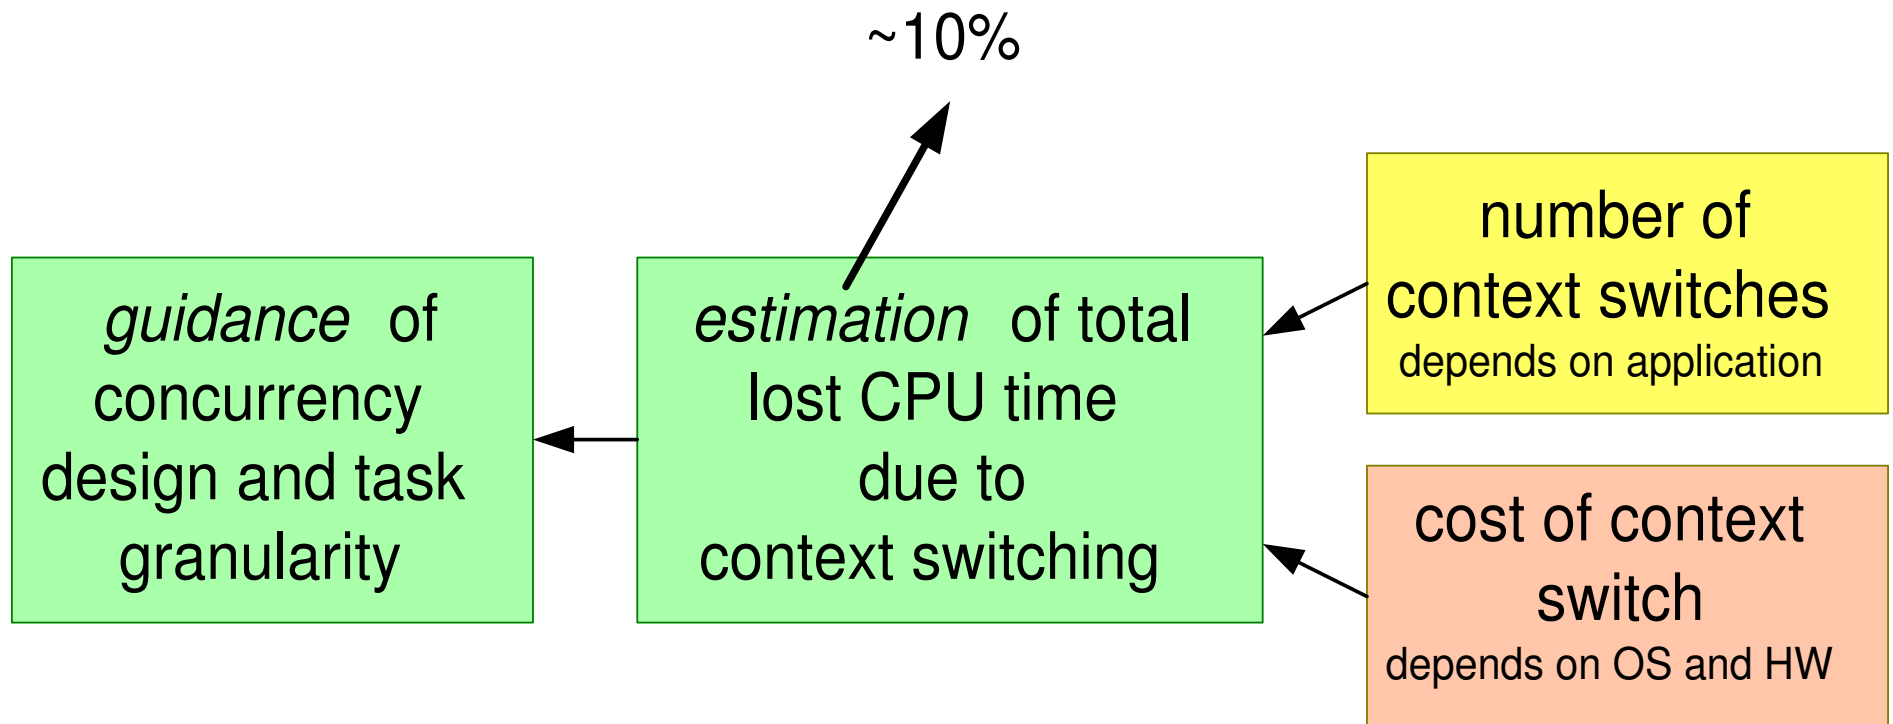 ~10%
guidance of
concurrency
design and task
granularity
estimation of total
lost CPU time
due to
context switching
number of
context switches
depends on application
cost of context
switch
depends on OS and HW